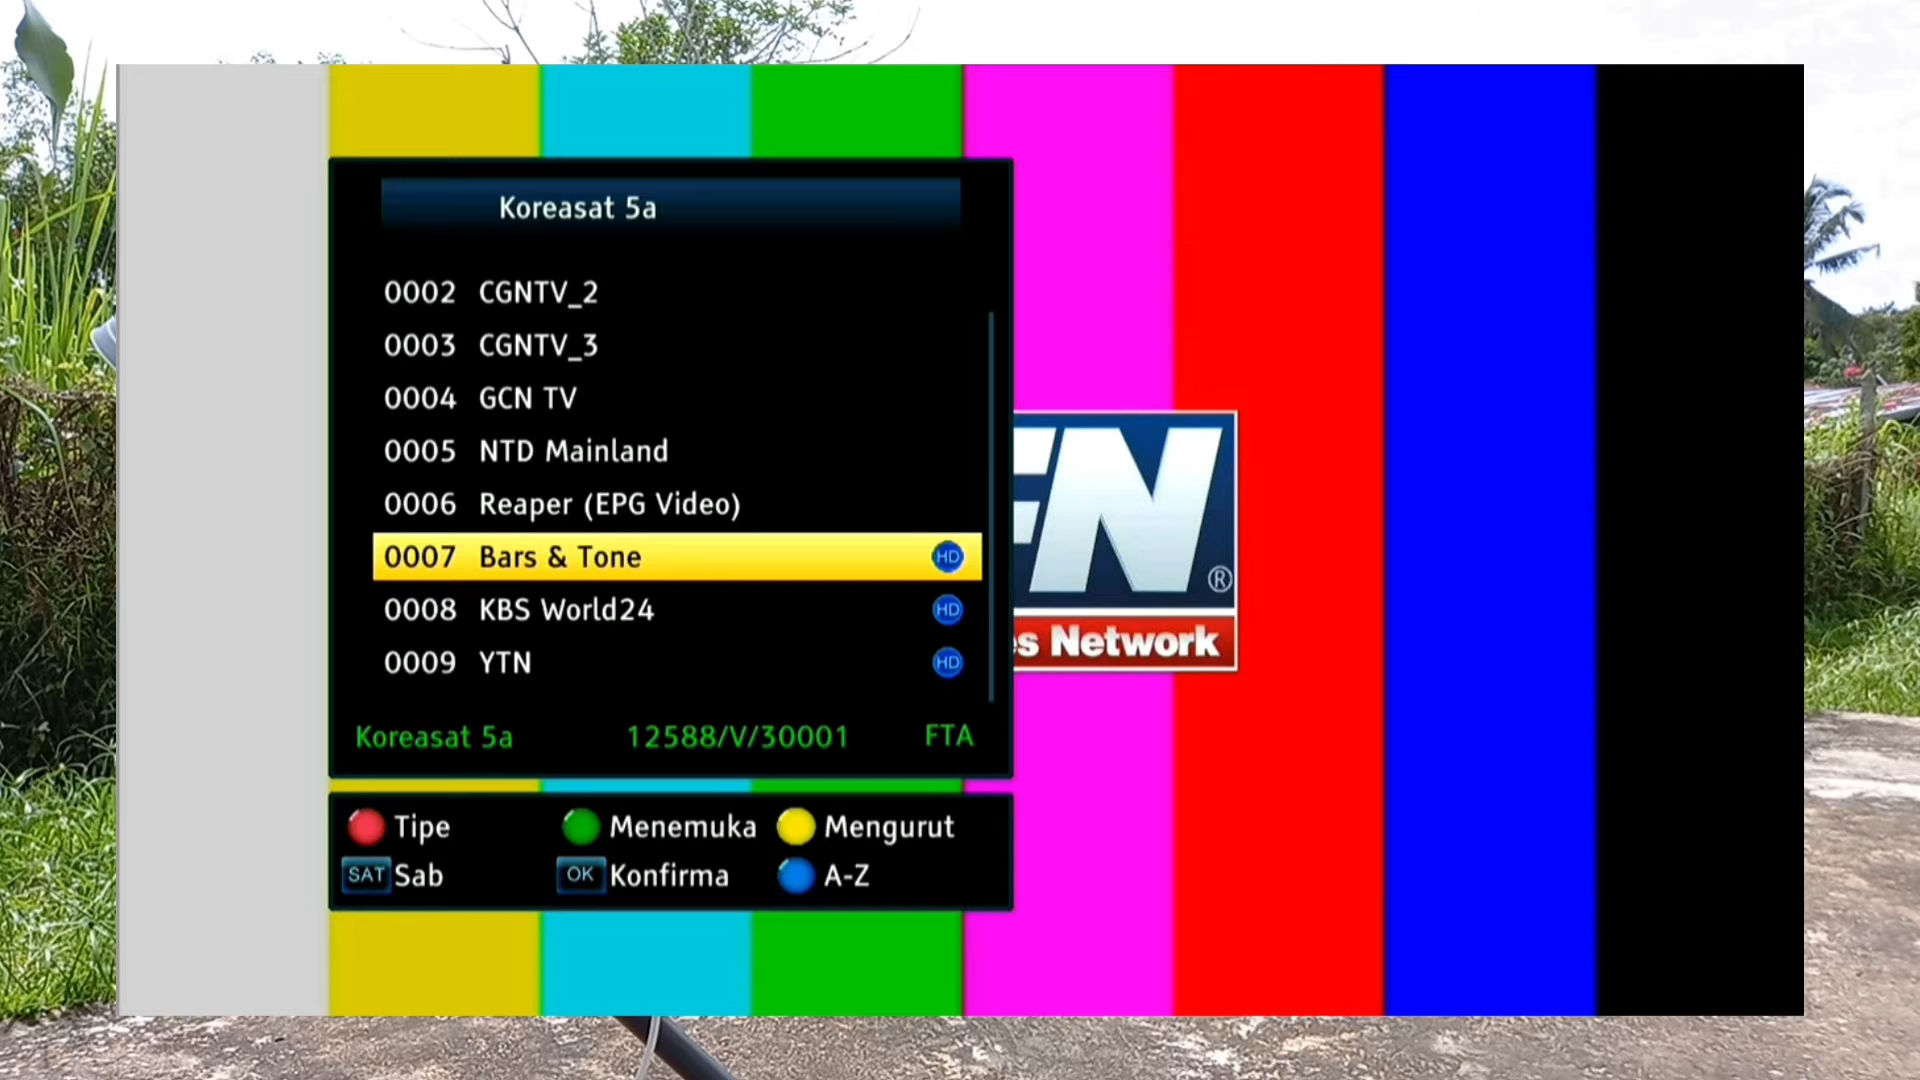 Koreasat 5a
0002 CGNTV_2
0003 CGNTV_3
0004 GCN TV
0005 NTD Mainland
0006 Reaper (EPG Video)
0007 Bars & Tone HD
0008 KBS World24 HD
0009 YTN HD
Koreasat 5a 12588/V/30001 FTA
Tipe Menemuka Mengurut
SAT Sab OK Konfirma A-Z
FN ®
s Network